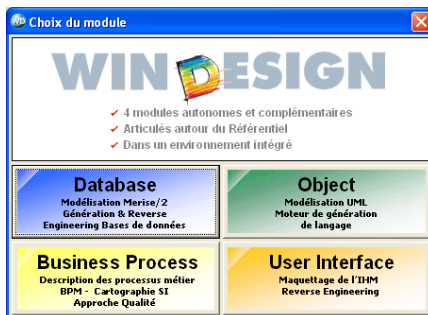 WD Choix du module
WIN DESIGN
4 modules autonomes et complémentaires
Articulés autour du Référentiel
Dans un environnement intégré
Database
Modélisation Merise/2
Génération & Reverse
Engineering Bases de données
Object
Modélisation UML
Moteur de génération
de langage
Business Process
Description des processus métier
BPM - Cartographie SI
Approche Qualité
User Interface
Maquettage de l'IHM
Reverse Engineering